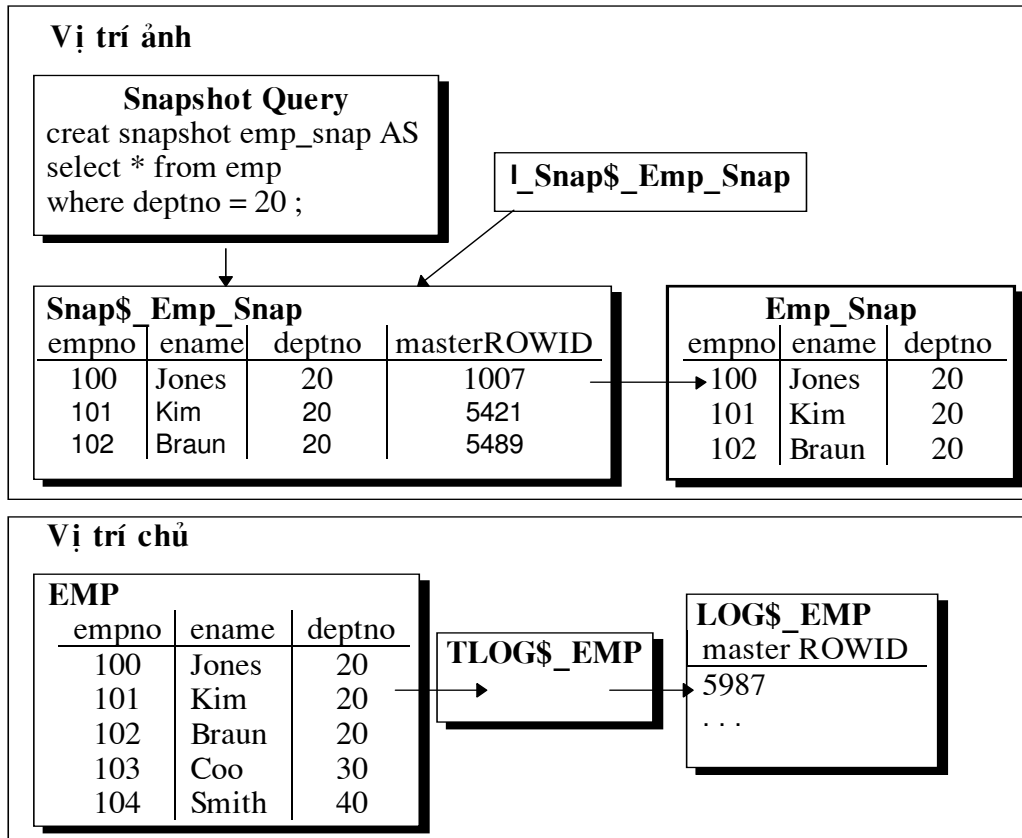 Vị trí ảnh
Snapshot Query
creat snapshot emp_snap AS
select * from emp
where deptno = 20 ;
I_Snap$_Emp_Snap
Snap$_Emp_Snap
empno ename deptno masterROWID
100 Jones 20 1007
101 Kim 20 5421
102 Braun 20 5489
Emp_Snap
empno ename deptno
100 Jones 20
101 Kim 20
102 Braun 20
Vị trí chủ
EMP
empno ename deptno
100 Jones 20
101 Kim 20
102 Braun 20
103 Coo 30
104 Smith 40
TLOG$_EMP
LOG$_EMP
master ROWID
5987
. . .